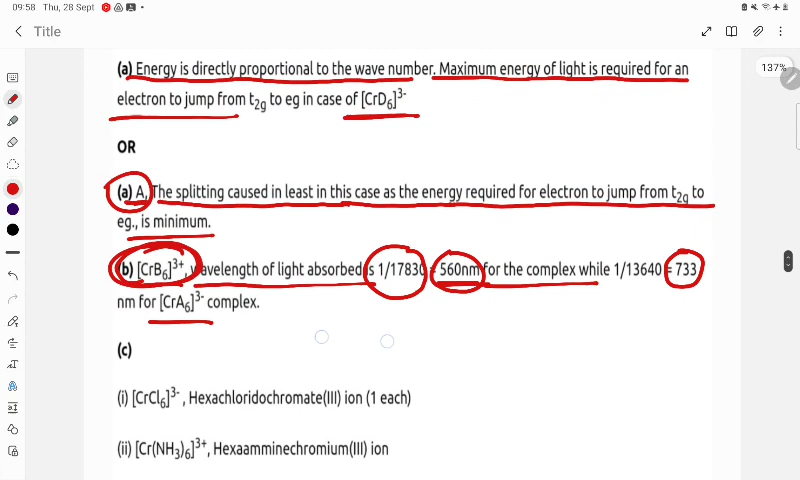 09:58 Thu, 28 Sept
Title
137%
(a) Energy is directly proportional to the wave number. Maximum energy of light is required for an
electron to jump from t₂g to eg in case of [CrD₆]³⁻
OR
(a) A, The splitting caused in least in this case as the energy required for electron to jump from t₂g to
eg., is minimum.
(b) [CrB₆]³⁺, wavelength of light absorbed is 1/17830 = 560nm for the complex while 1/13640 = 733
nm for [CrA₆]³⁻ complex.
(c)
(i) [CrCl₆]³⁻ , Hexachloridochromate(III) ion (1 each)
(ii) [Cr(NH₃)₆]³⁺, Hexaamminechromium(III) ion